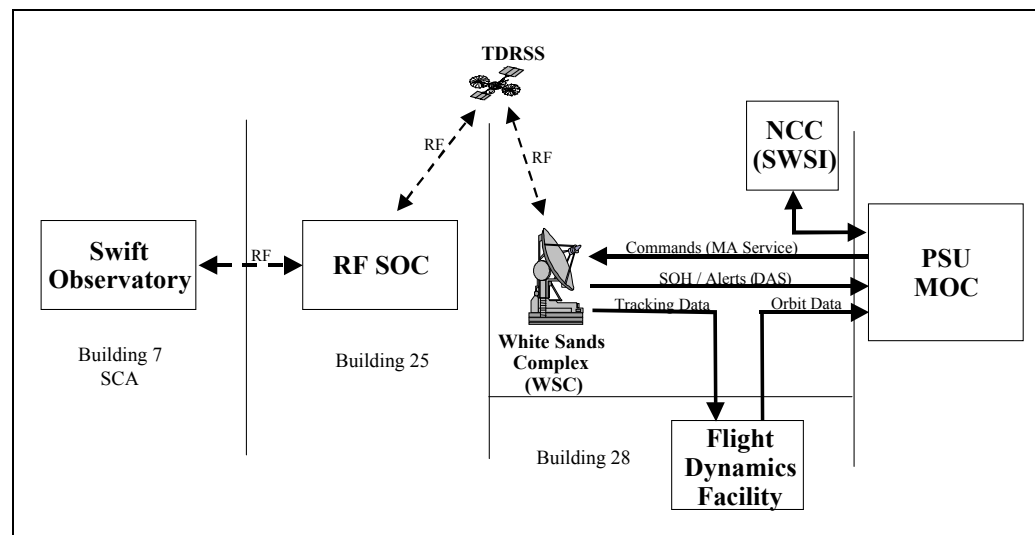 TDRSS
RF
RF
NCC
(SWSI)
Swift
Observatory
RF
RF SOC
Commands (MA Service)
SOH / Alerts (DAS)
Tracking Data
Orbit Data
PSU
MOC
White Sands
Complex
(WSC)
Building 7
SCA
Building 25
Building 28
Flight
Dynamics
Facility